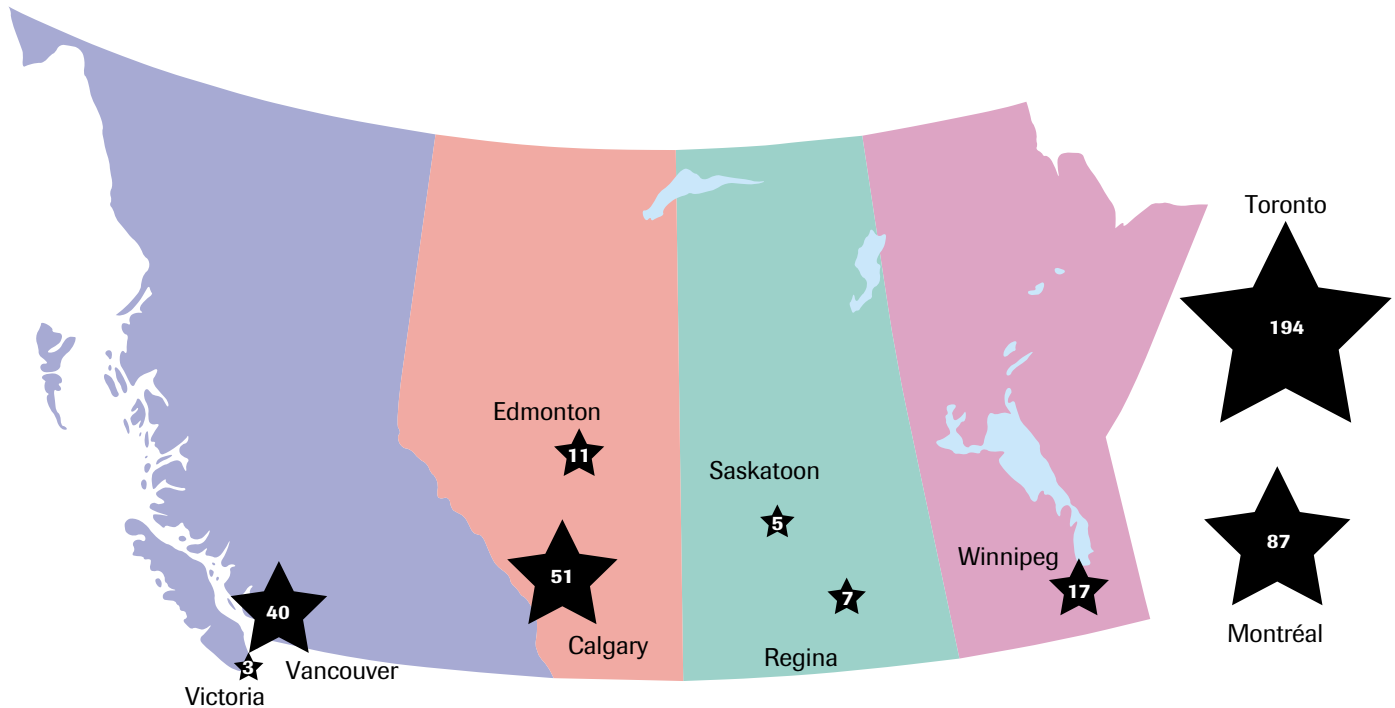 Toronto
194
Edmonton
11
Saskatoon
5
51
Calgary
Winnipeg
17
87
Montréal
7
Regina
40
Vancouver
3
Victoria